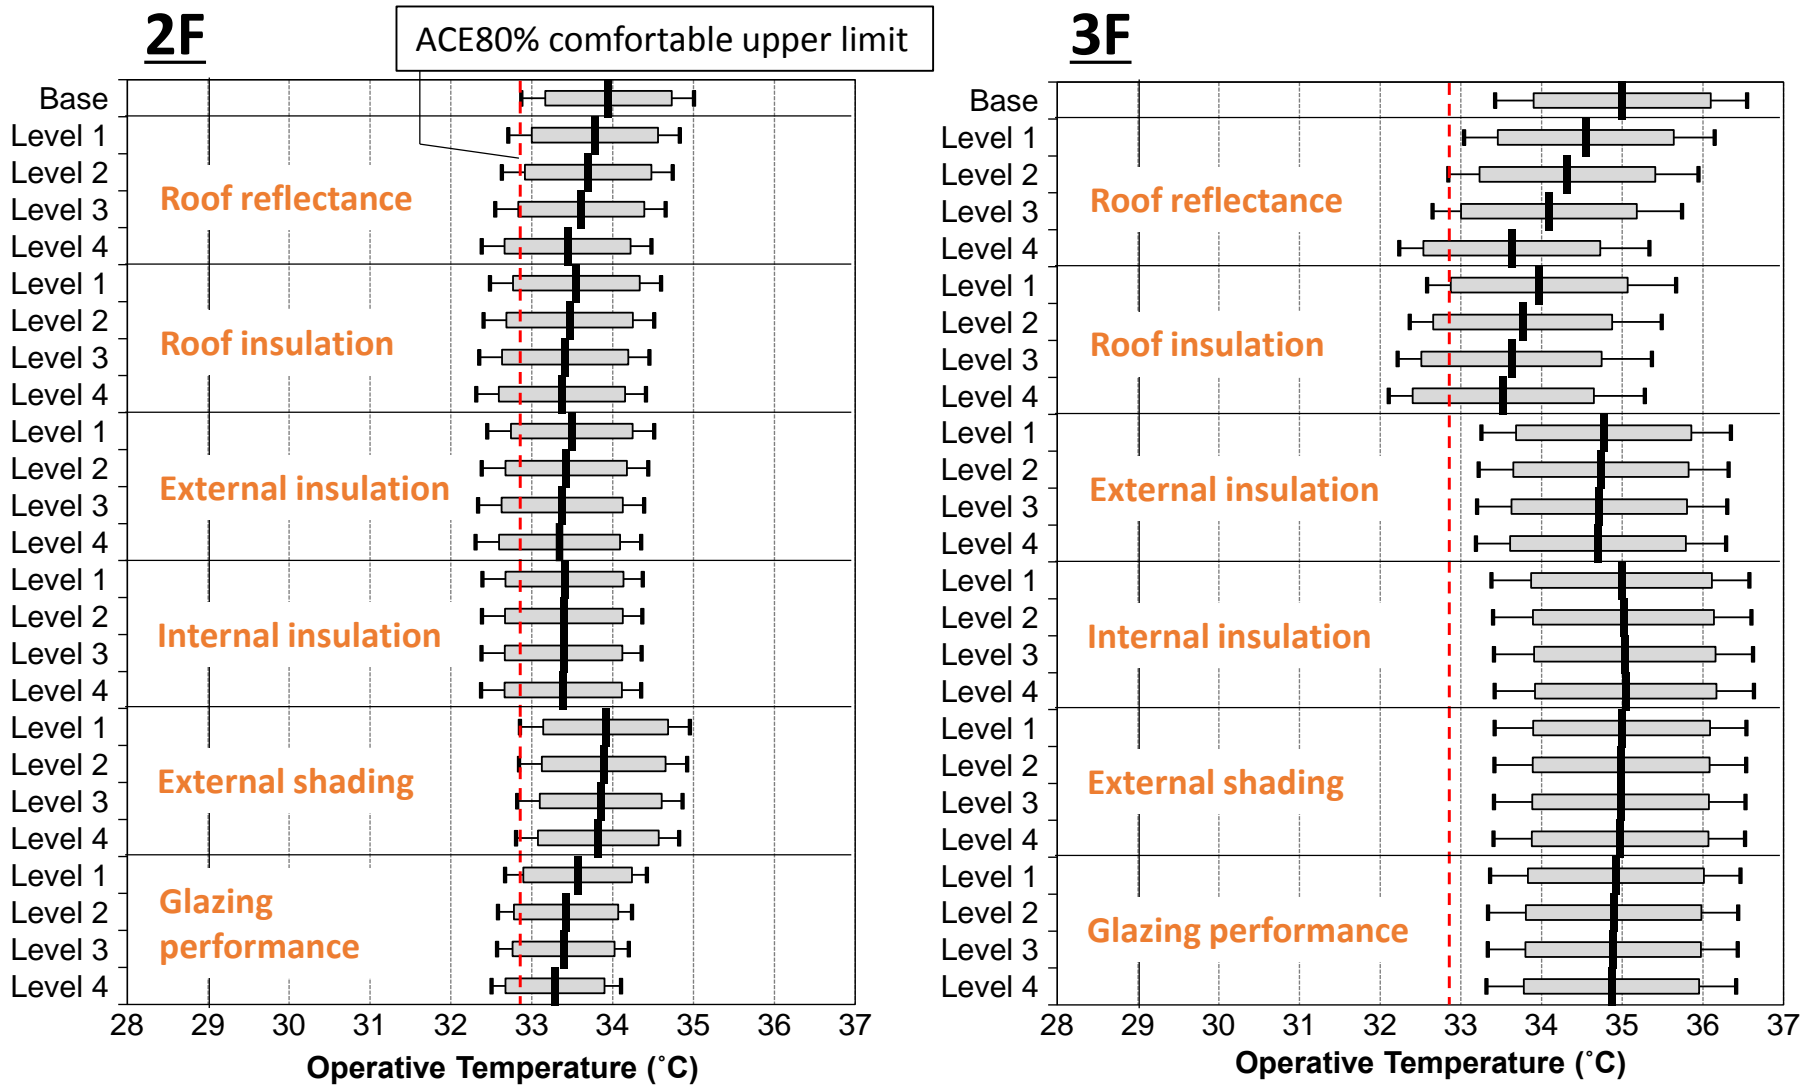 2F
ACE80% comfortable upper limit
Base
Level 1
Level 2
Level 3
Level 4
Roof reflectance
Level 1
Level 2
Level 3
Level 4
Roof insulation
Level 1
Level 2
Level 3
Level 4
External insulation
Level 1
Level 2
Level 3
Level 4
Internal insulation
Level 1
Level 2
Level 3
Level 4
External shading
Level 1
Level 2
Level 3
Level 4
Glazing
performance
28 29 30 31 32 33 34 35 36 37
Operative Temperature (˚C)
3F
Base
Level 1
Level 2
Level 3
Level 4
Roof reflectance
Level 1
Level 2
Level 3
Level 4
Roof insulation
Level 1
Level 2
Level 3
Level 4
External insulation
Level 1
Level 2
Level 3
Level 4
Internal insulation
Level 1
Level 2
Level 3
Level 4
External shading
Level 1
Level 2
Level 3
Level 4
Glazing performance
28 29 30 31 32 33 34 35 36 37
Operative Temperature (˚C)